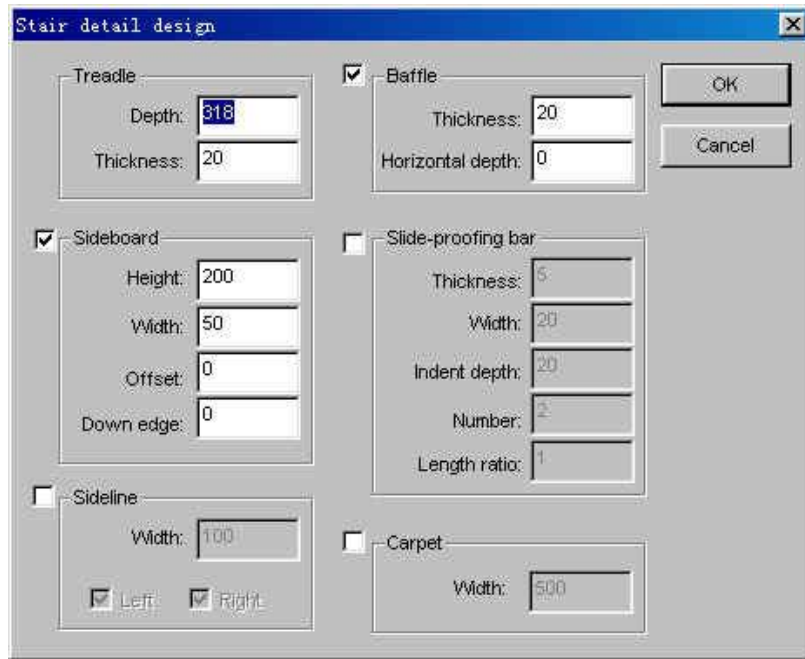 Stair detail design
Treadle
Depth: 318
Thickness: 20
Baffle
Thickness: 20
Horizontal depth: 0
OK
Cancel
Sideboard
Height: 200
Width: 50
Offset: 0
Down edge: 0
Slide-proofing bar
Thickness: 5
Width: 20
Indent depth: 20
Number: 2
Length ratio: 1
Sideline
Width: 100
Left Right
Carpet
Width: 500